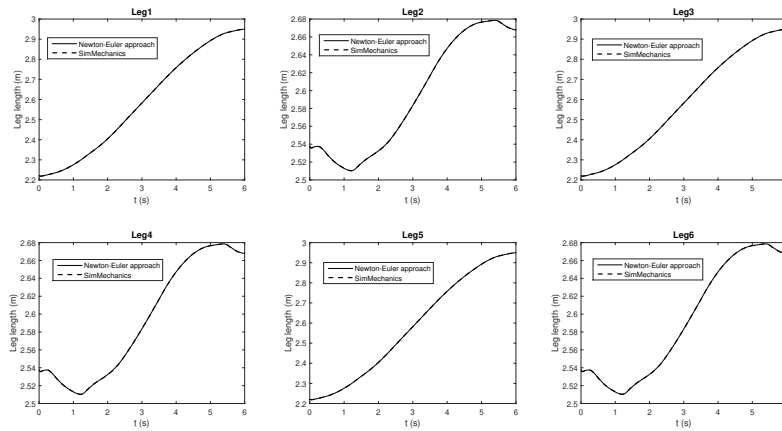 Leg1
3
2.9
2.8
2.7
2.6
2.5
2.4
2.3
2.2
Leg length (m)
Newton-Euler approach
SimMechanics
0 1 2 3 4 5 6
t (s)
Leg2
2.68
2.66
2.64
2.62
2.6
2.58
2.56
2.54
2.52
2.5
Leg length (m)
Newton-Euler approach
SimMechanics
0 1 2 3 4 5 6
t (s)
Leg3
3
2.9
2.8
2.7
2.6
2.5
2.4
2.3
2.2
Leg length (m)
Newton-Euler approach
SimMechanics
0 1 2 3 4 5
t (s)
Leg4
2.68
2.66
2.64
2.62
2.6
2.58
2.56
2.54
2.52
2.5
Leg length (m)
Newton-Euler approach
SimMechanics
0 1 2 3 4 5 6
t (s)
Leg5
3
2.9
2.8
2.7
2.6
2.5
2.4
2.3
2.2
Leg length (m)
Newton-Euler approach
SimMechanics
0 1 2 3 4 5 6
t (s)
Leg6
2.68
2.66
2.64
2.62
2.6
2.58
2.56
2.54
2.52
2.5
Leg length (m)
Newton-Euler approach
SimMechanics
0 1 2 3 4 5
t (s)